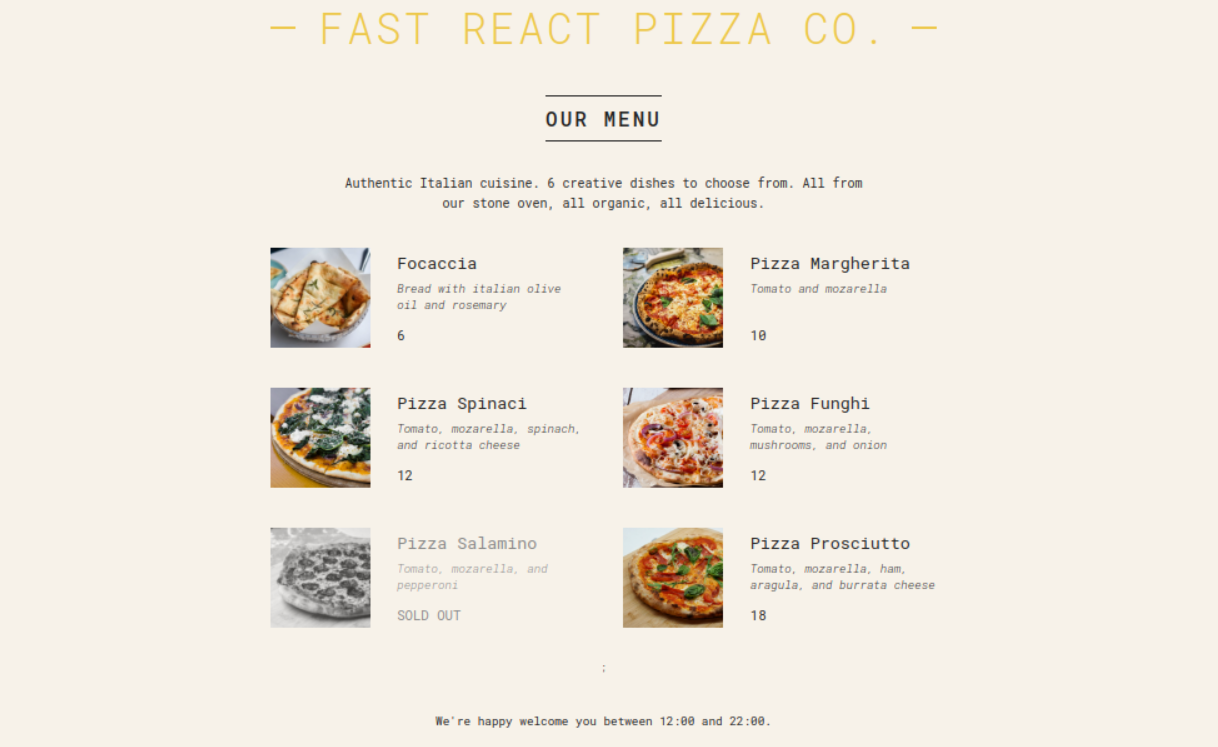 — FAST REACT PIZZA CO. —
OUR MENU
Authentic Italian cuisine. 6 creative dishes to choose from. All from
our stone oven, all organic, all delicious.
Focaccia
Bread with italian olive
oil and rosemary
6
Pizza Margherita
Tomato and mozarella
10
Pizza Spinaci
Tomato, mozarella, spinach,
and ricotta cheese
12
Pizza Funghi
Tomato, mozarella,
mushrooms, and onion
12
Pizza Salamino
Tomato, mozarella, and
pepperoni
SOLD OUT
Pizza Prosciutto
Tomato, mozarella, ham,
aragula, and burrata cheese
18
;
We're happy welcome you between 12:00 and 22:00.